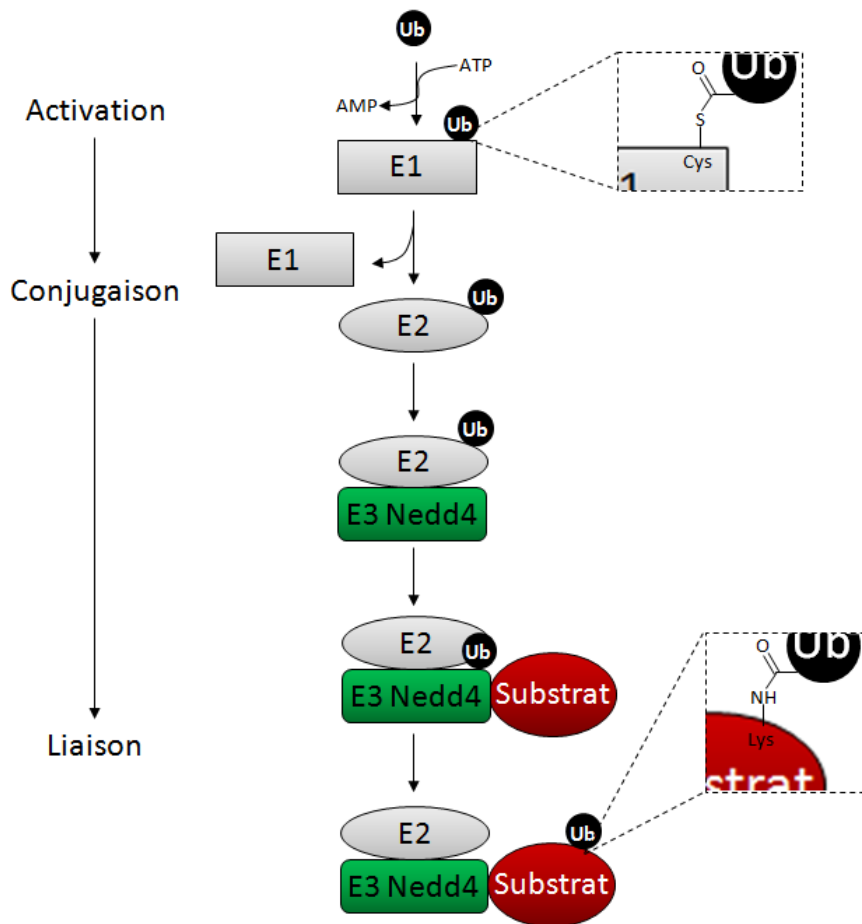 Ub
ATP
AMP
Activation
Ub
E1
O
Ub
S
Cys
1
E1
Conjugaison
Ub
E2
Ub
E2
E3 Nedd4
E2
Ub
E3 Nedd4
Substrat
Liaison
O
Ub
NH
Lys
strat
E2
Ub
E3 Nedd4
Substrat